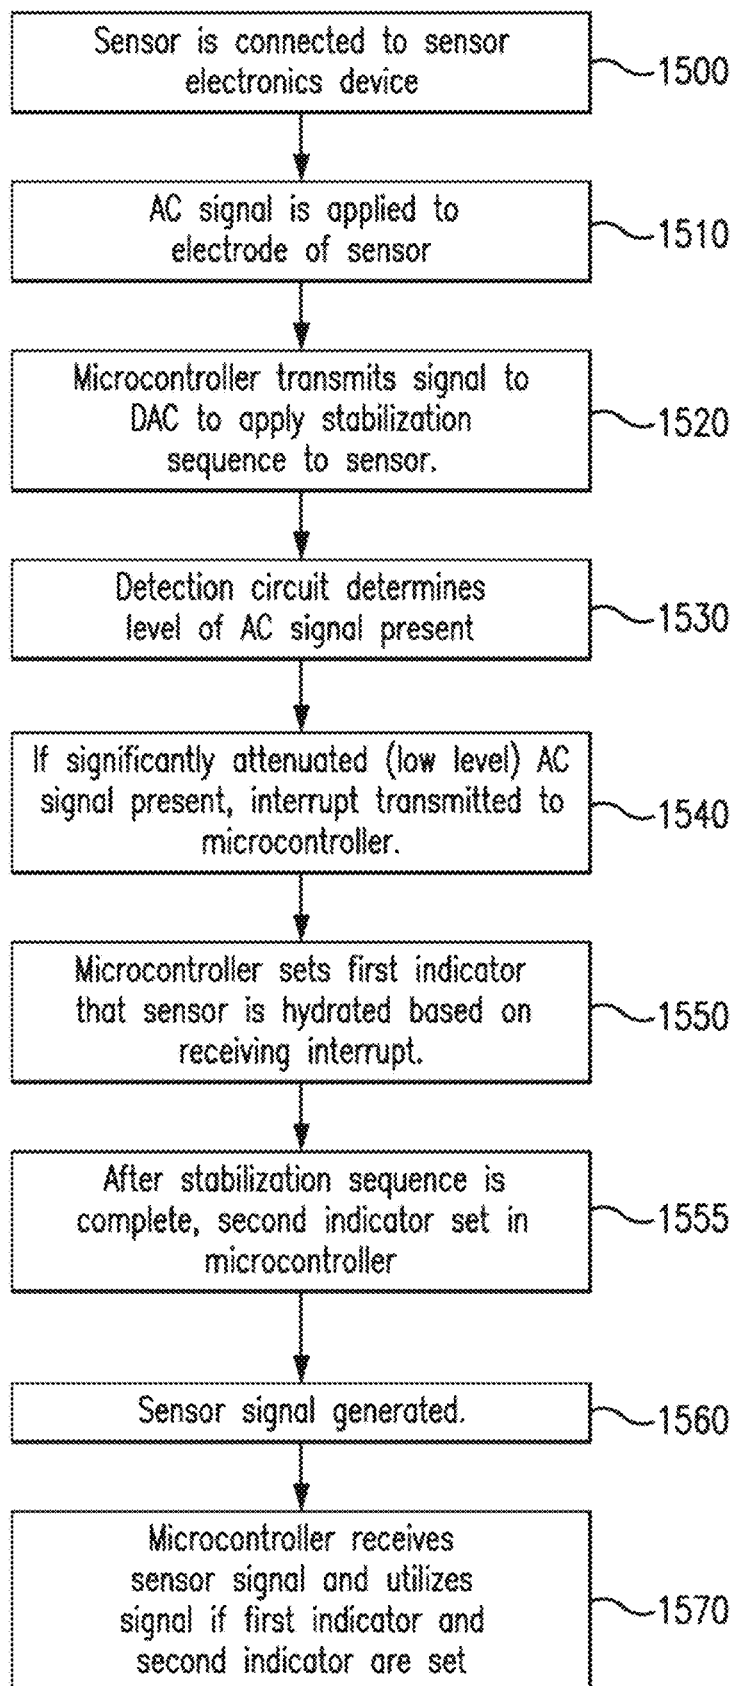 Sensor is connected to sensor
electronics device
1500
AC signal is applied to
electrode of sensor
1510
Microcontroller transmits signal to
DAC to apply stabilization
sequence to sensor.
1520
Detection circuit determines
level of AC signal present
1530
If significantly attenuated (low level) AC
signal present, interrupt transmitted to
microcontroller.
1540
Microcontroller sets first indicator
that sensor is hydrated based on
receiving interrupt.
1550
After stabilization sequence is
complete, second indicator set in
microcontroller
1555
Sensor signal generated.
1560
Microcontroller receives
sensor signal and utilizes
signal if first indicator and
second indicator are set
1570